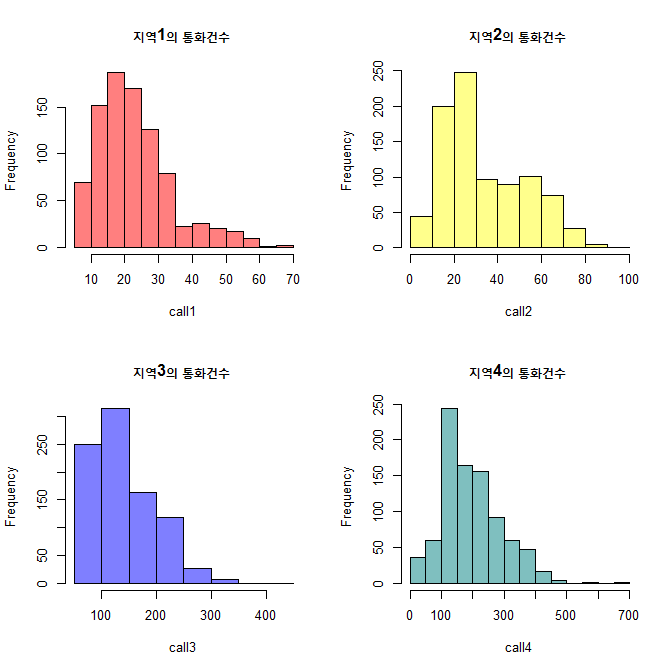 지역1의 통화건수
Frequency
0 50 100 150
10 20 30 40 50 60 70
call1
지역2의 통화건수
Frequency
0 50 100 150 200 250
0 20 40 60 80 100
call2
지역3의 통화건수
Frequency
0 50 150 250
100 200 300 400
call3
지역4의 통화건수
Frequency
0 50 100 150 200 250
0 100 300 500 700
call4